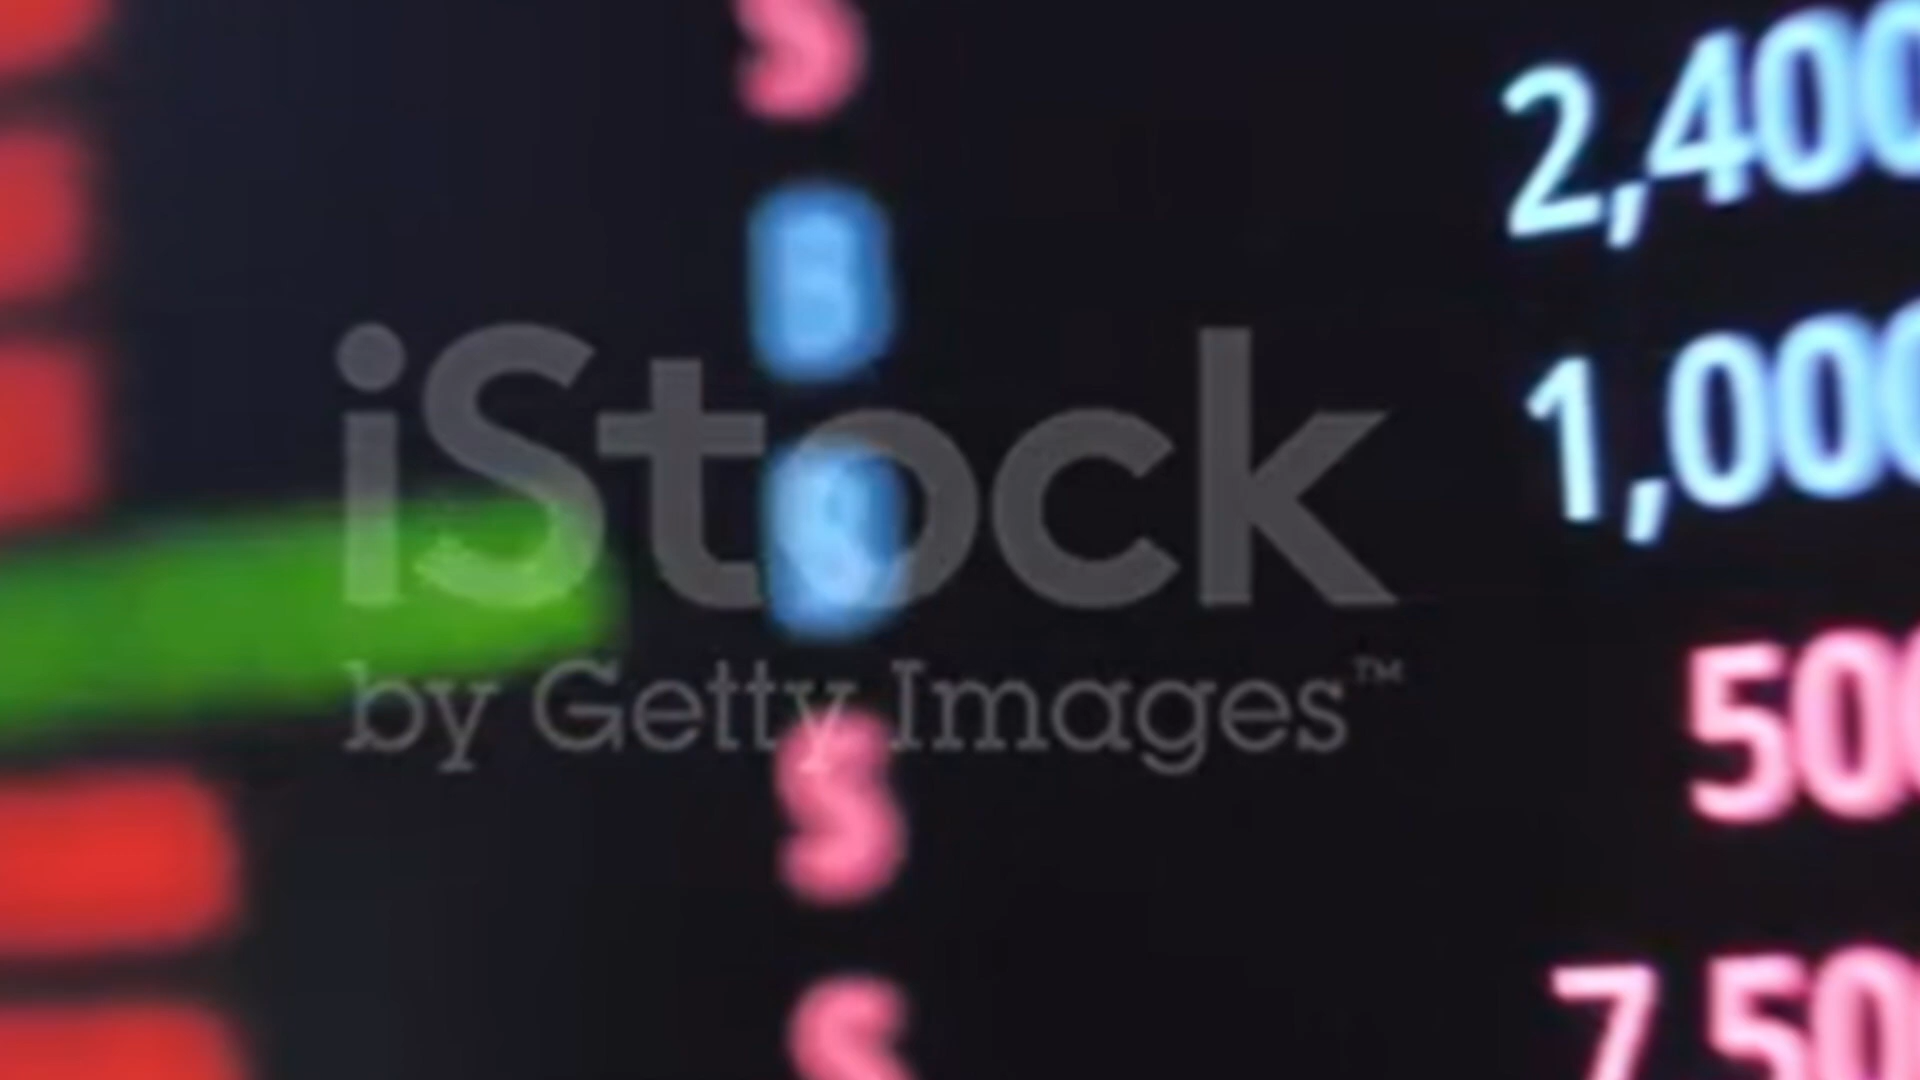 S
B 2,400
B 1,000
iStock
by Getty Images™
S 500
S 7,50